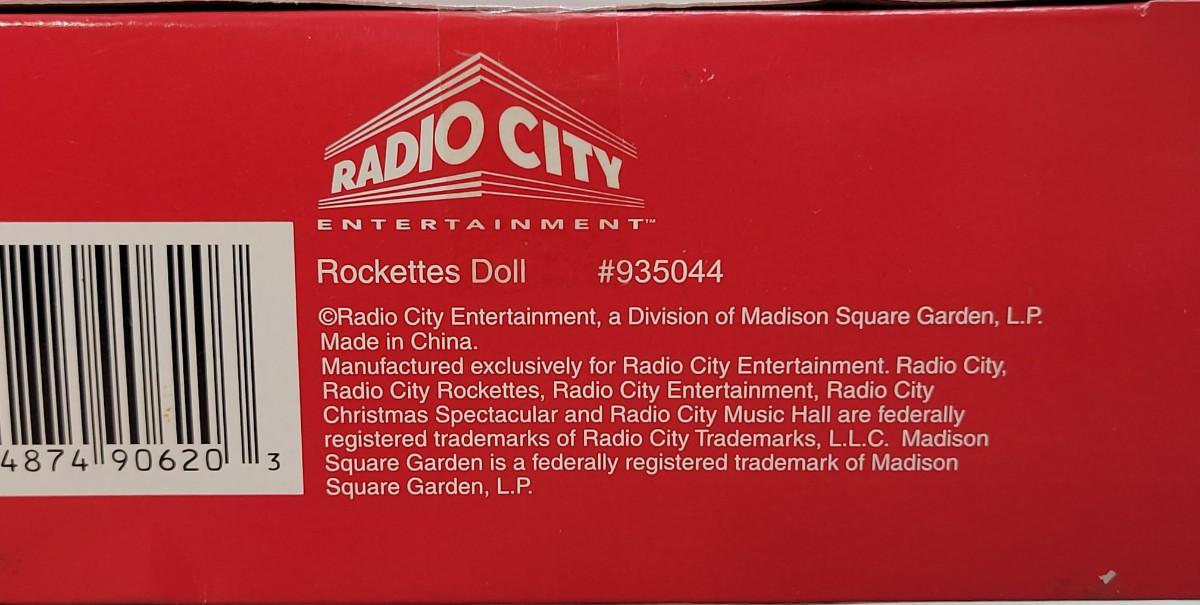 RADIO CITY
ENTERTAINMENT™
Rockettes Doll #935044
©Radio City Entertainment, a Division of Madison Square Garden, L.P.
Made in China.
Manufactured exclusively for Radio City Entertainment. Radio City,
Radio City Rockettes, Radio City Entertainment, Radio City
Christmas Spectacular and Radio City Music Hall are federally
registered trademarks of Radio City Trademarks, L.L.C. Madison
Square Garden is a federally registered trademark of Madison
Square Garden, L.P.
4874 90620 3